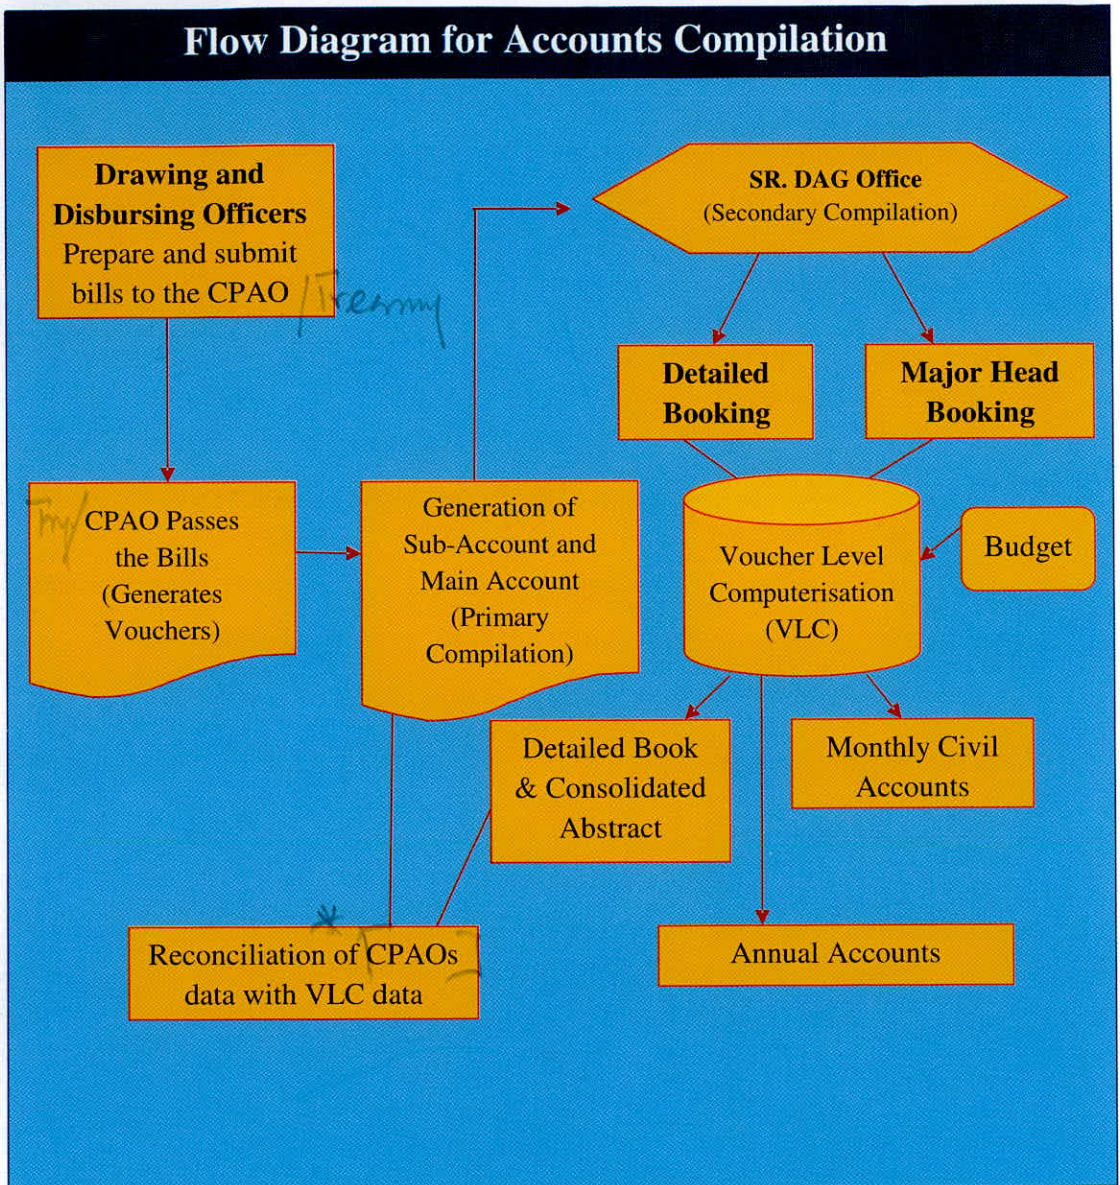 Flow Diagram for Accounts Compilation
Drawing and
Disbursing Officers
Prepare and submit
bills to the CPAO
/Treasury
SR. DAG Office
(Secondary Compilation)
Detailed
Booking
Major Head
Booking
CPAO Passes
the Bills
(Generates
Vouchers)
Generation of
Sub-Account and
Main Account
(Primary
Compilation)
Voucher Level
Computerisation
(VLC)
Budget
Detailed Book
& Consolidated
Abstract
Monthly Civil
Accounts
*
Reconciliation of [CPAOs]
data with VLC data
Annual Accounts